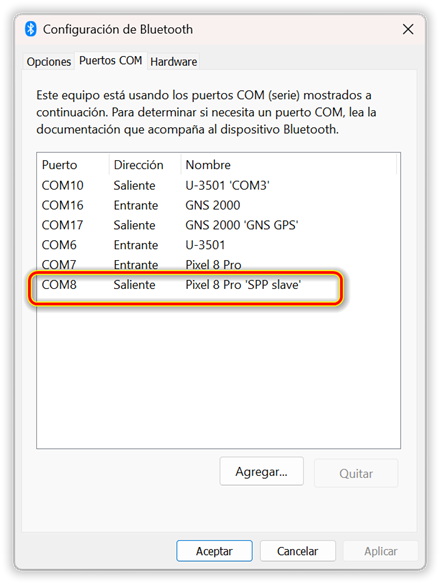 Configuración de Bluetooth
Opciones Puertos COM Hardware
Este equipo está usando los puertos COM (serie) mostrados a
continuación. Para determinar si necesita un puerto COM, lea la
documentación que acompaña al dispositivo Bluetooth.
Puerto Dirección Nombre
COM10 Saliente U-3501 'COM3'
COM16 Entrante GNS 2000
COM17 Saliente GNS 2000 'GNS GPS'
COM6 Entrante U-3501
COM7 Entrante Pixel 8 Pro
COM8 Saliente Pixel 8 Pro 'SPP slave'
Agregar... Quitar
Aceptar Cancelar Aplicar